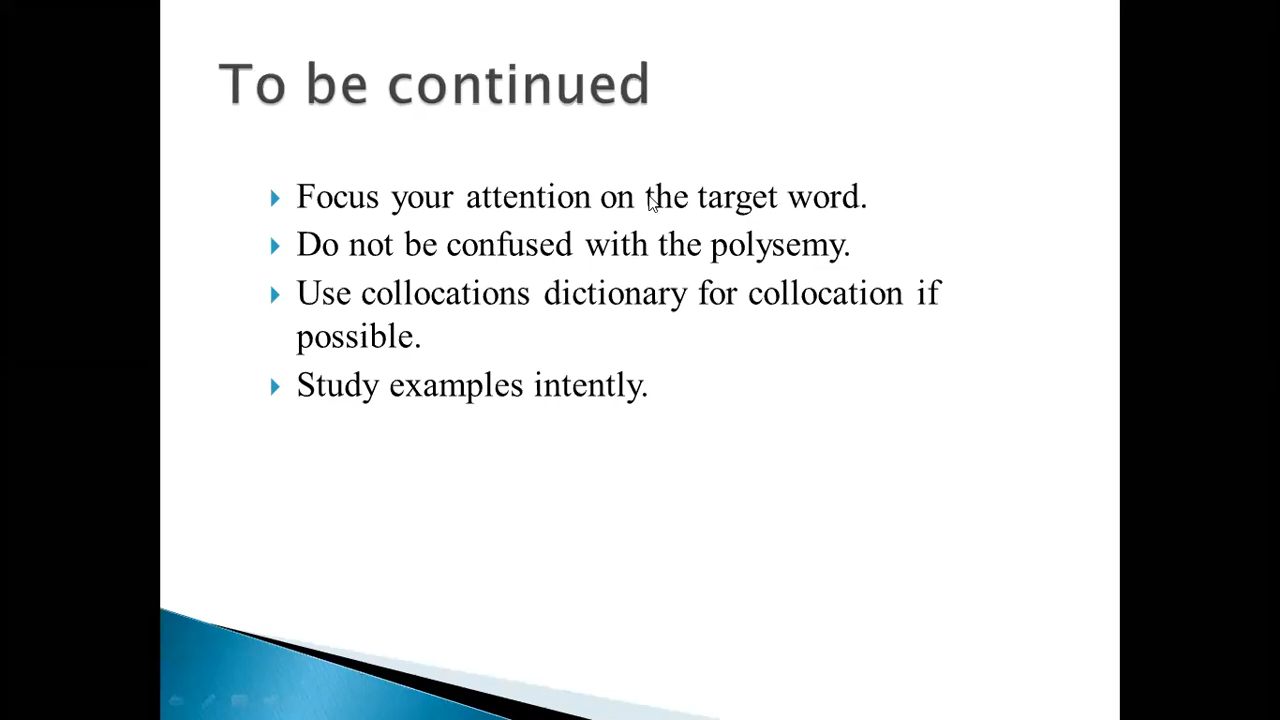 To be continued
Focus your attention on the target word.
Do not be confused with the polysemy.
Use collocations dictionary for collocation if
possible.
Study examples intently.